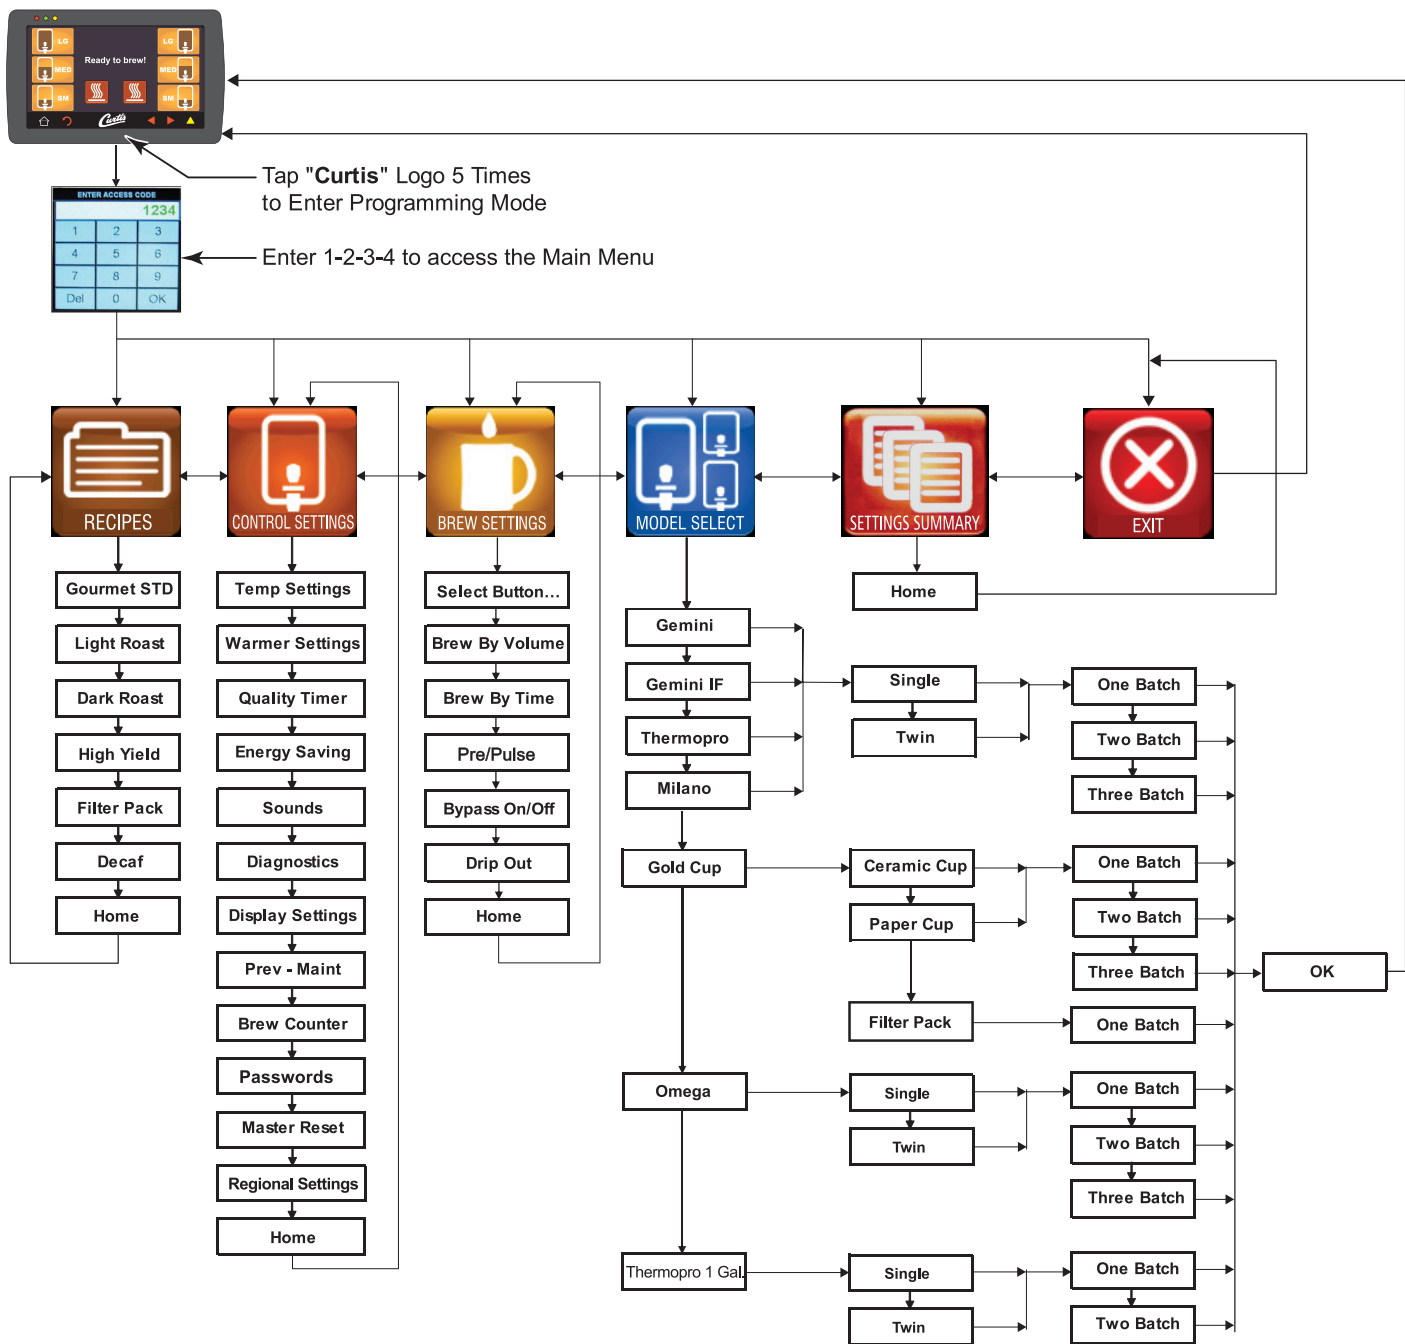 LG
LG
Ready to brew!
MED
MED
SM
SM
Curtis
Tap "Curtis" Logo 5 Times
to Enter Programming Mode
ENTER ACCESS CODE
1234
1 2 3
4 5 6
7 8 9
Del 0 OK
Enter 1-2-3-4 to access the Main Menu
RECIPES
CONTROL SETTINGS
BREW SETTINGS
MODEL SELECT
SETTINGS SUMMARY
EXIT
Gourmet STD
Light Roast
Dark Roast
High Yield
Filter Pack
Decaf
Home
Temp Settings
Warmer Settings
Quality Timer
Energy Saving
Sounds
Diagnostics
Display Settings
Prev - Maint
Brew Counter
Passwords
Master Reset
Regional Settings
Home
Select Button...
Brew By Volume
Brew By Time
Pre/Pulse
Bypass On/Off
Drip Out
Home
Gemini
Gemini IF
Thermopro
Milano
Gold Cup
Omega
Thermopro 1 Gal.
Home
Single
Twin
Ceramic Cup
Paper Cup
Filter Pack
Single
Twin
Single
Twin
One Batch
Two Batch
Three Batch
One Batch
Two Batch
Three Batch
One Batch
One Batch
Two Batch
Three Batch
One Batch
Two Batch
OK